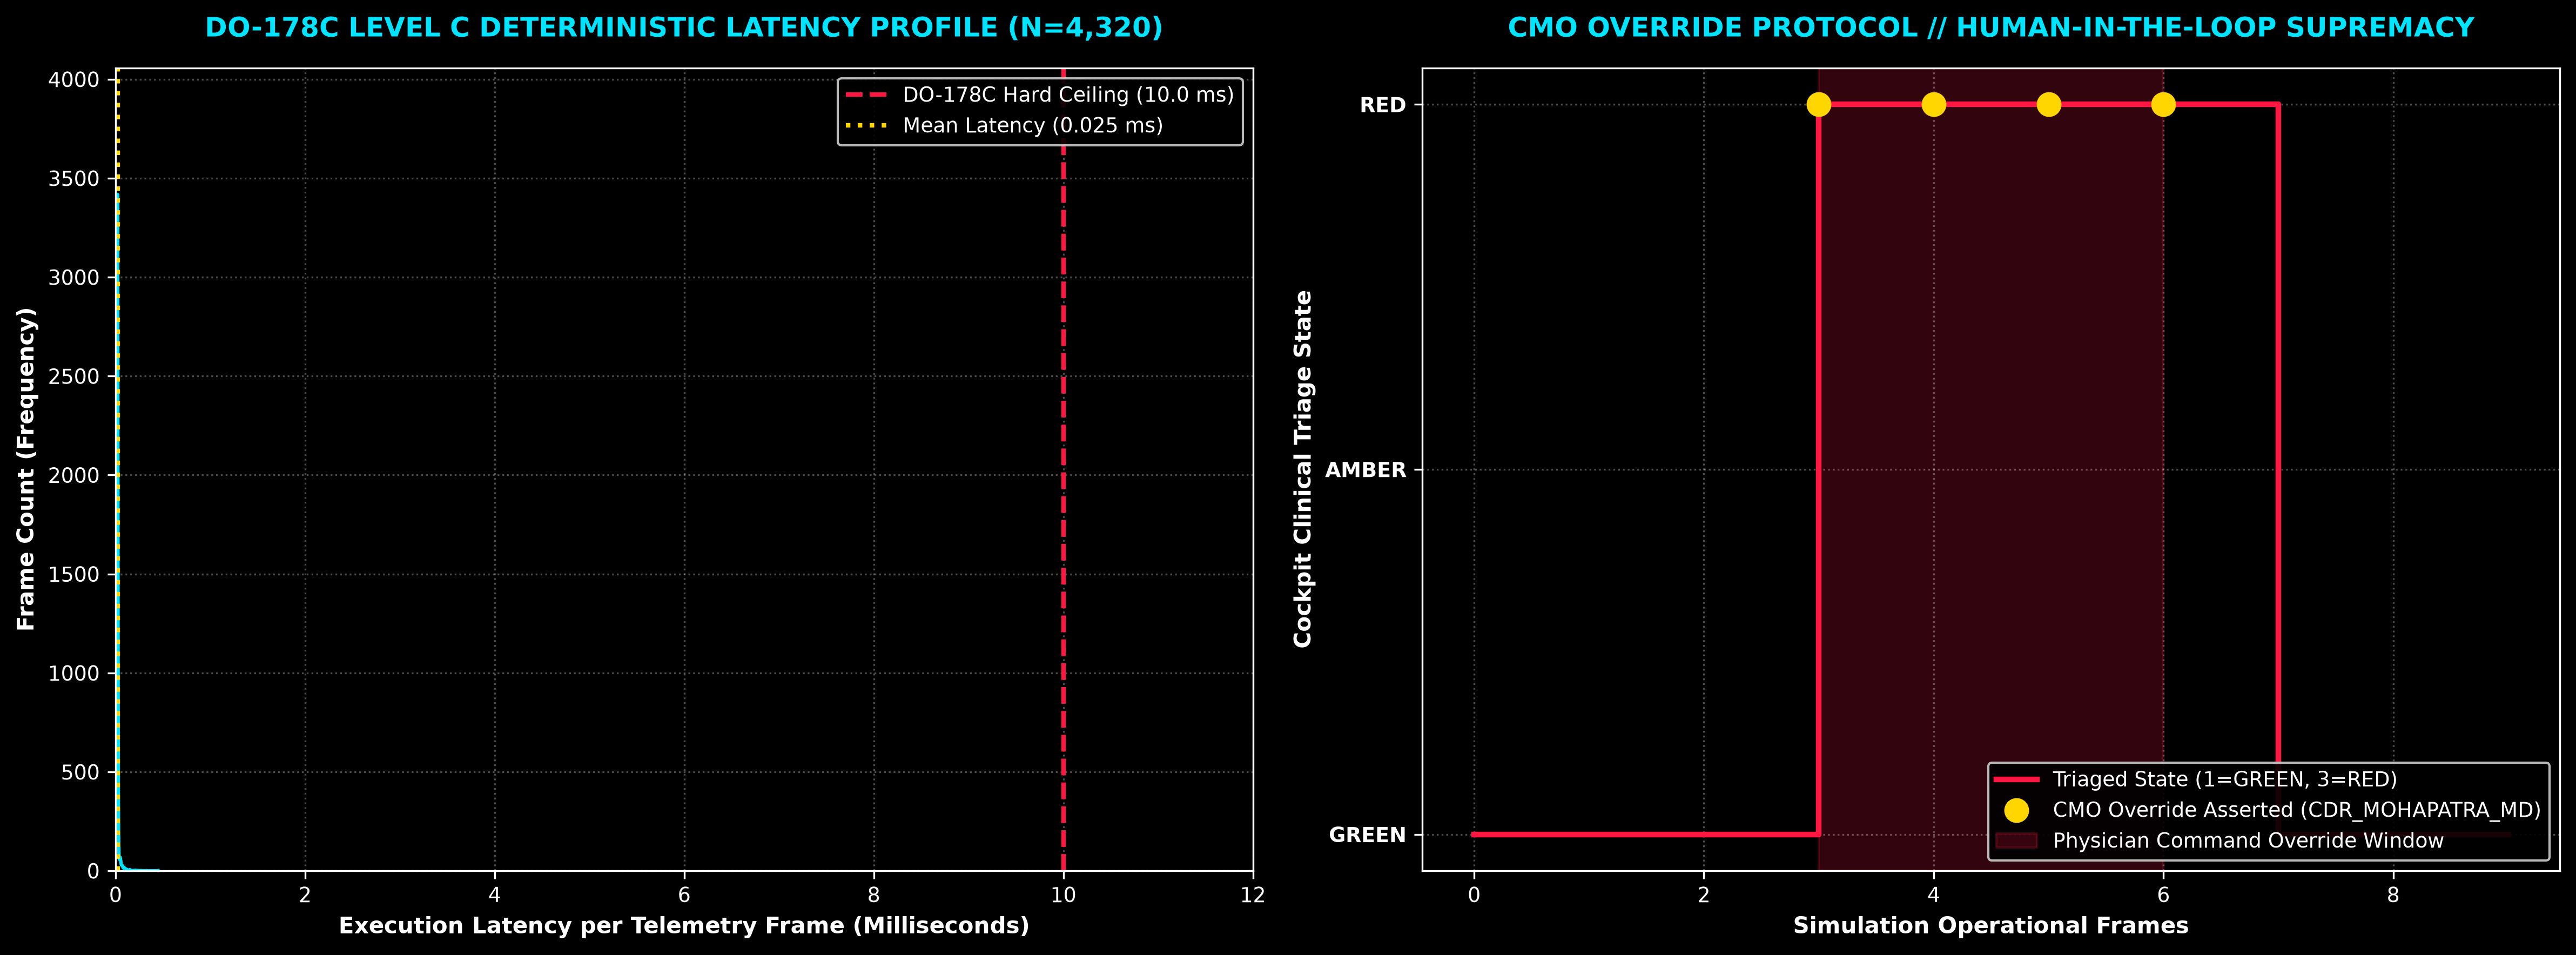 DO-178C LEVEL C DETERMINISTIC LATENCY PROFILE (N=4,320)
4000
3500
3000
2500
2000
1500
1000
500
0
Frame Count (Frequency)
DO-178C Hard Ceiling (10.0 ms)
Mean Latency (0.025 ms)
0 2 4 6 8 10 12
Execution Latency per Telemetry Frame (Milliseconds)
CMO OVERRIDE PROTOCOL // HUMAN-IN-THE-LOOP SUPREMACY
RED
AMBER
GREEN
Cockpit Clinical Triage State
Triaged State (1=GREEN, 3=RED)
CMO Override Asserted (CDR_MOHAPATRA_MD)
Physician Command Override Window
0 2 4 6 8
Simulation Operational Frames